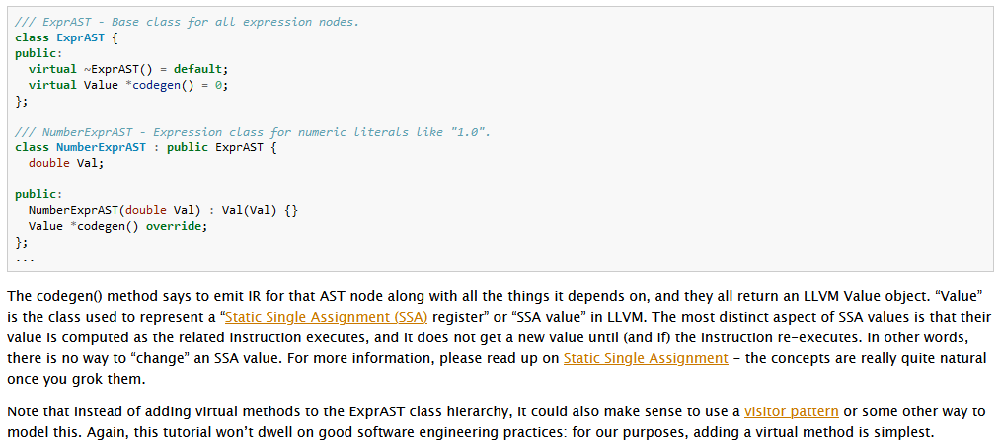 /// ExprAST - Base class for all expression nodes.
class ExprAST {
public:
  virtual ~ExprAST() = default;
  virtual Value *codegen() = 0;
};

/// NumberExprAST - Expression class for numeric literals like "1.0".
class NumberExprAST : public ExprAST {
  double Val;

public:
  NumberExprAST(double Val) : Val(Val) {}
  Value *codegen() override;
};
...
The codegen() method says to emit IR for that AST node along with all the things it depends on, and they all return an LLVM Value object. “Value”
is the class used to represent a “Static Single Assignment (SSA) register” or “SSA value” in LLVM. The most distinct aspect of SSA values is that their
value is computed as the related instruction executes, and it does not get a new value until (and if) the instruction re-executes. In other words,
there is no way to “change” an SSA value. For more information, please read up on Static Single Assignment – the concepts are really quite natural
once you grok them.
Note that instead of adding virtual methods to the ExprAST class hierarchy, it could also make sense to use a visitor pattern or some other way to
model this. Again, this tutorial won’t dwell on good software engineering practices: for our purposes, adding a virtual method is simplest.